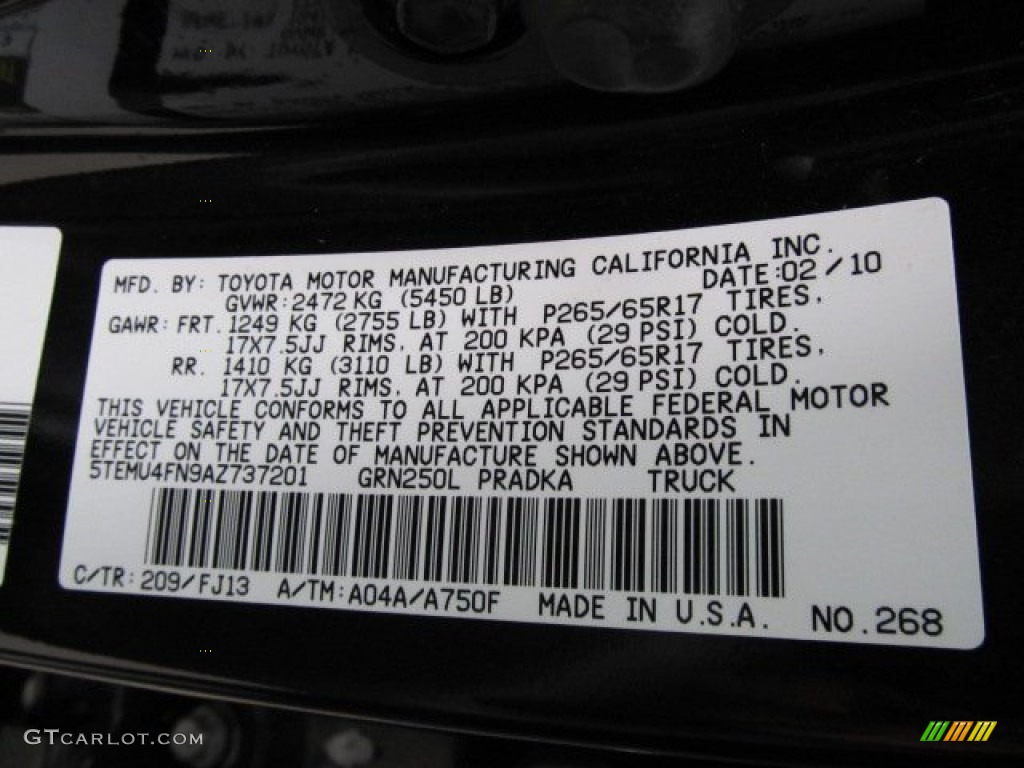 MFD. BY: TOYOTA MOTOR MANUFACTURING CALIFORNIA INC.
GVWR: 2472 KG (5450 LB) DATE: 02/10
GAWR: FRT. 1249 KG (2755 LB) WITH P265/65R17 TIRES,
17X7.5JJ RIMS, AT 200 KPA (29 PSI) COLD.
RR. 1410 KG (3110 LB) WITH P265/65R17 TIRES,
17X7.5JJ RIMS, AT 200 KPA (29 PSI) COLD.
THIS VEHICLE CONFORMS TO ALL APPLICABLE FEDERAL MOTOR
VEHICLE SAFETY AND THEFT PREVENTION STANDARDS IN
EFFECT ON THE DATE OF MANUFACTURE SHOWN ABOVE.
5TEMU4FN9AZ737201 GRN250L PRADKA TRUCK
C/TR: 209/FJ13 A/TM: A04A/A750F MADE IN U.S.A. NO.268
GTCARLOT.COM